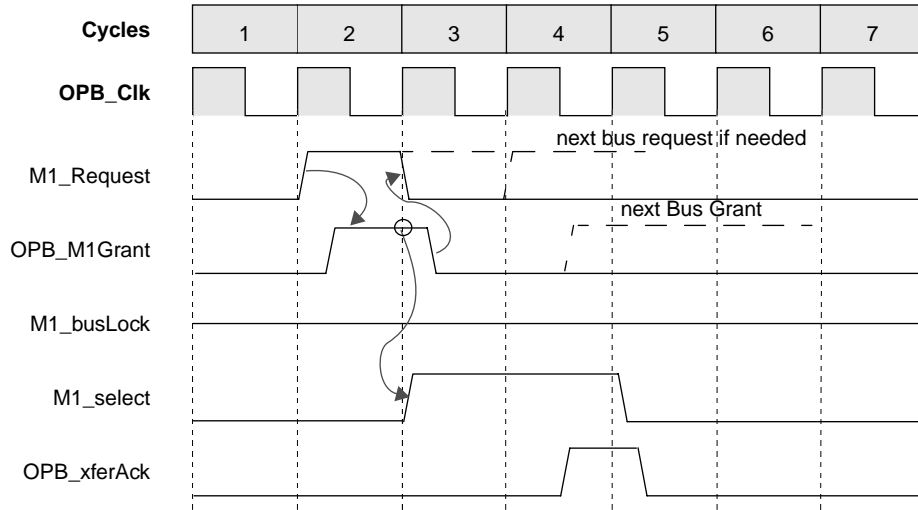 Cycles 1 2 3 4 5 6 7
OPB_Clk
next bus request if needed
M1_Request
next Bus Grant
OPB_M1Grant
M1_busLock
M1_select
OPB_xferAck